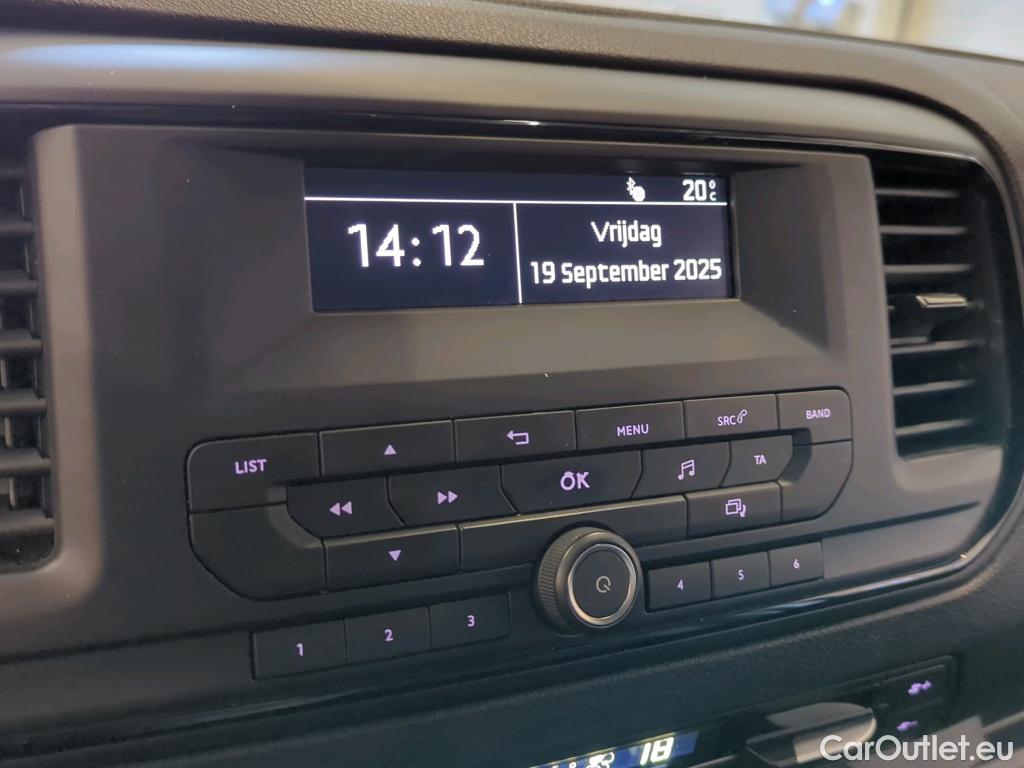 20°C
14:12
Vrijdag
19 September 2025
LIST
MENU
SRC
BAND
OK
TA
1
2
3
4
5
6
18
CarOutlet.eu